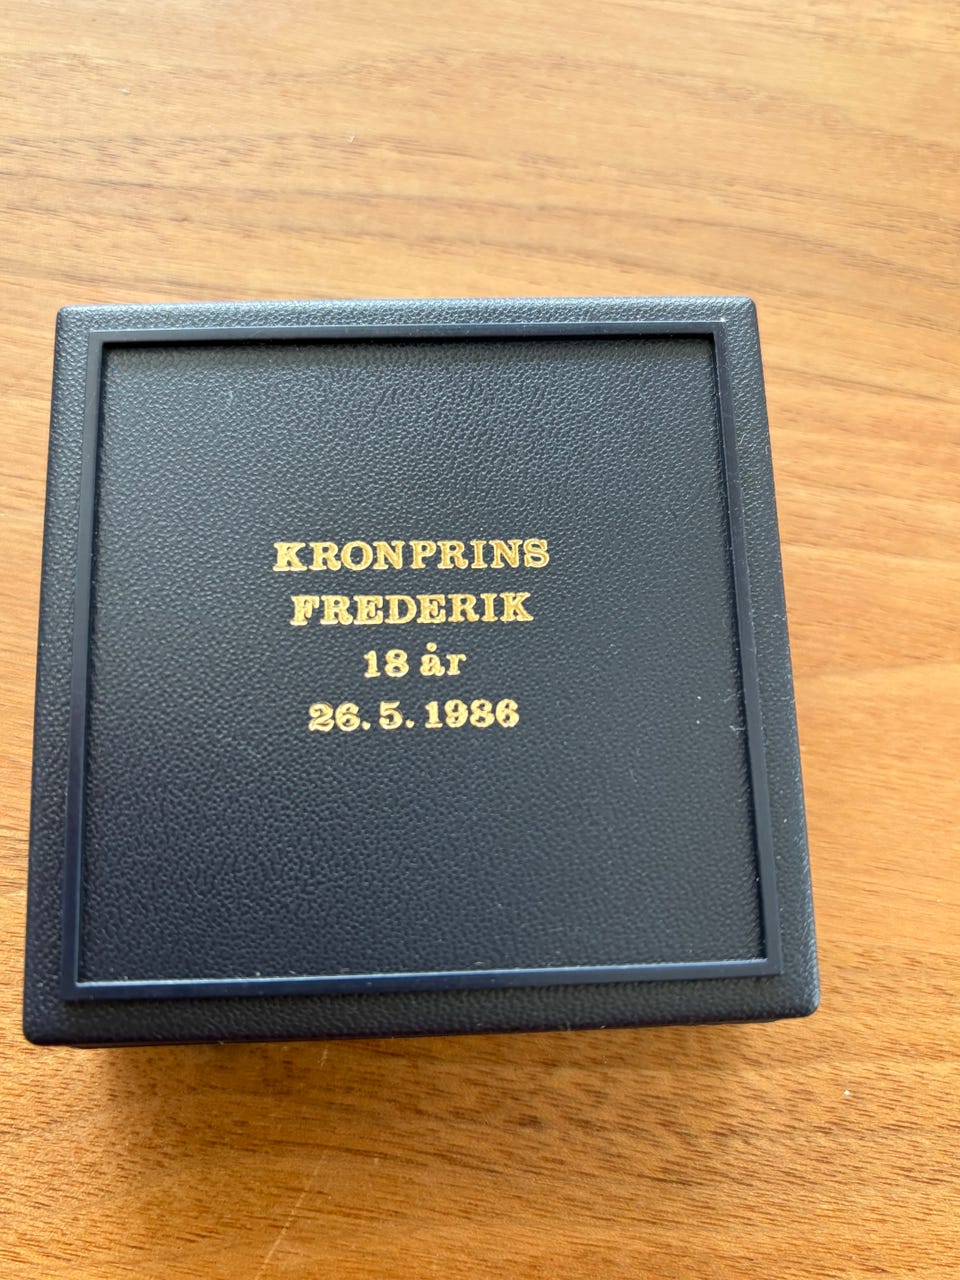 KRONPRINS
FREDERIK
18 år
26.5.1986